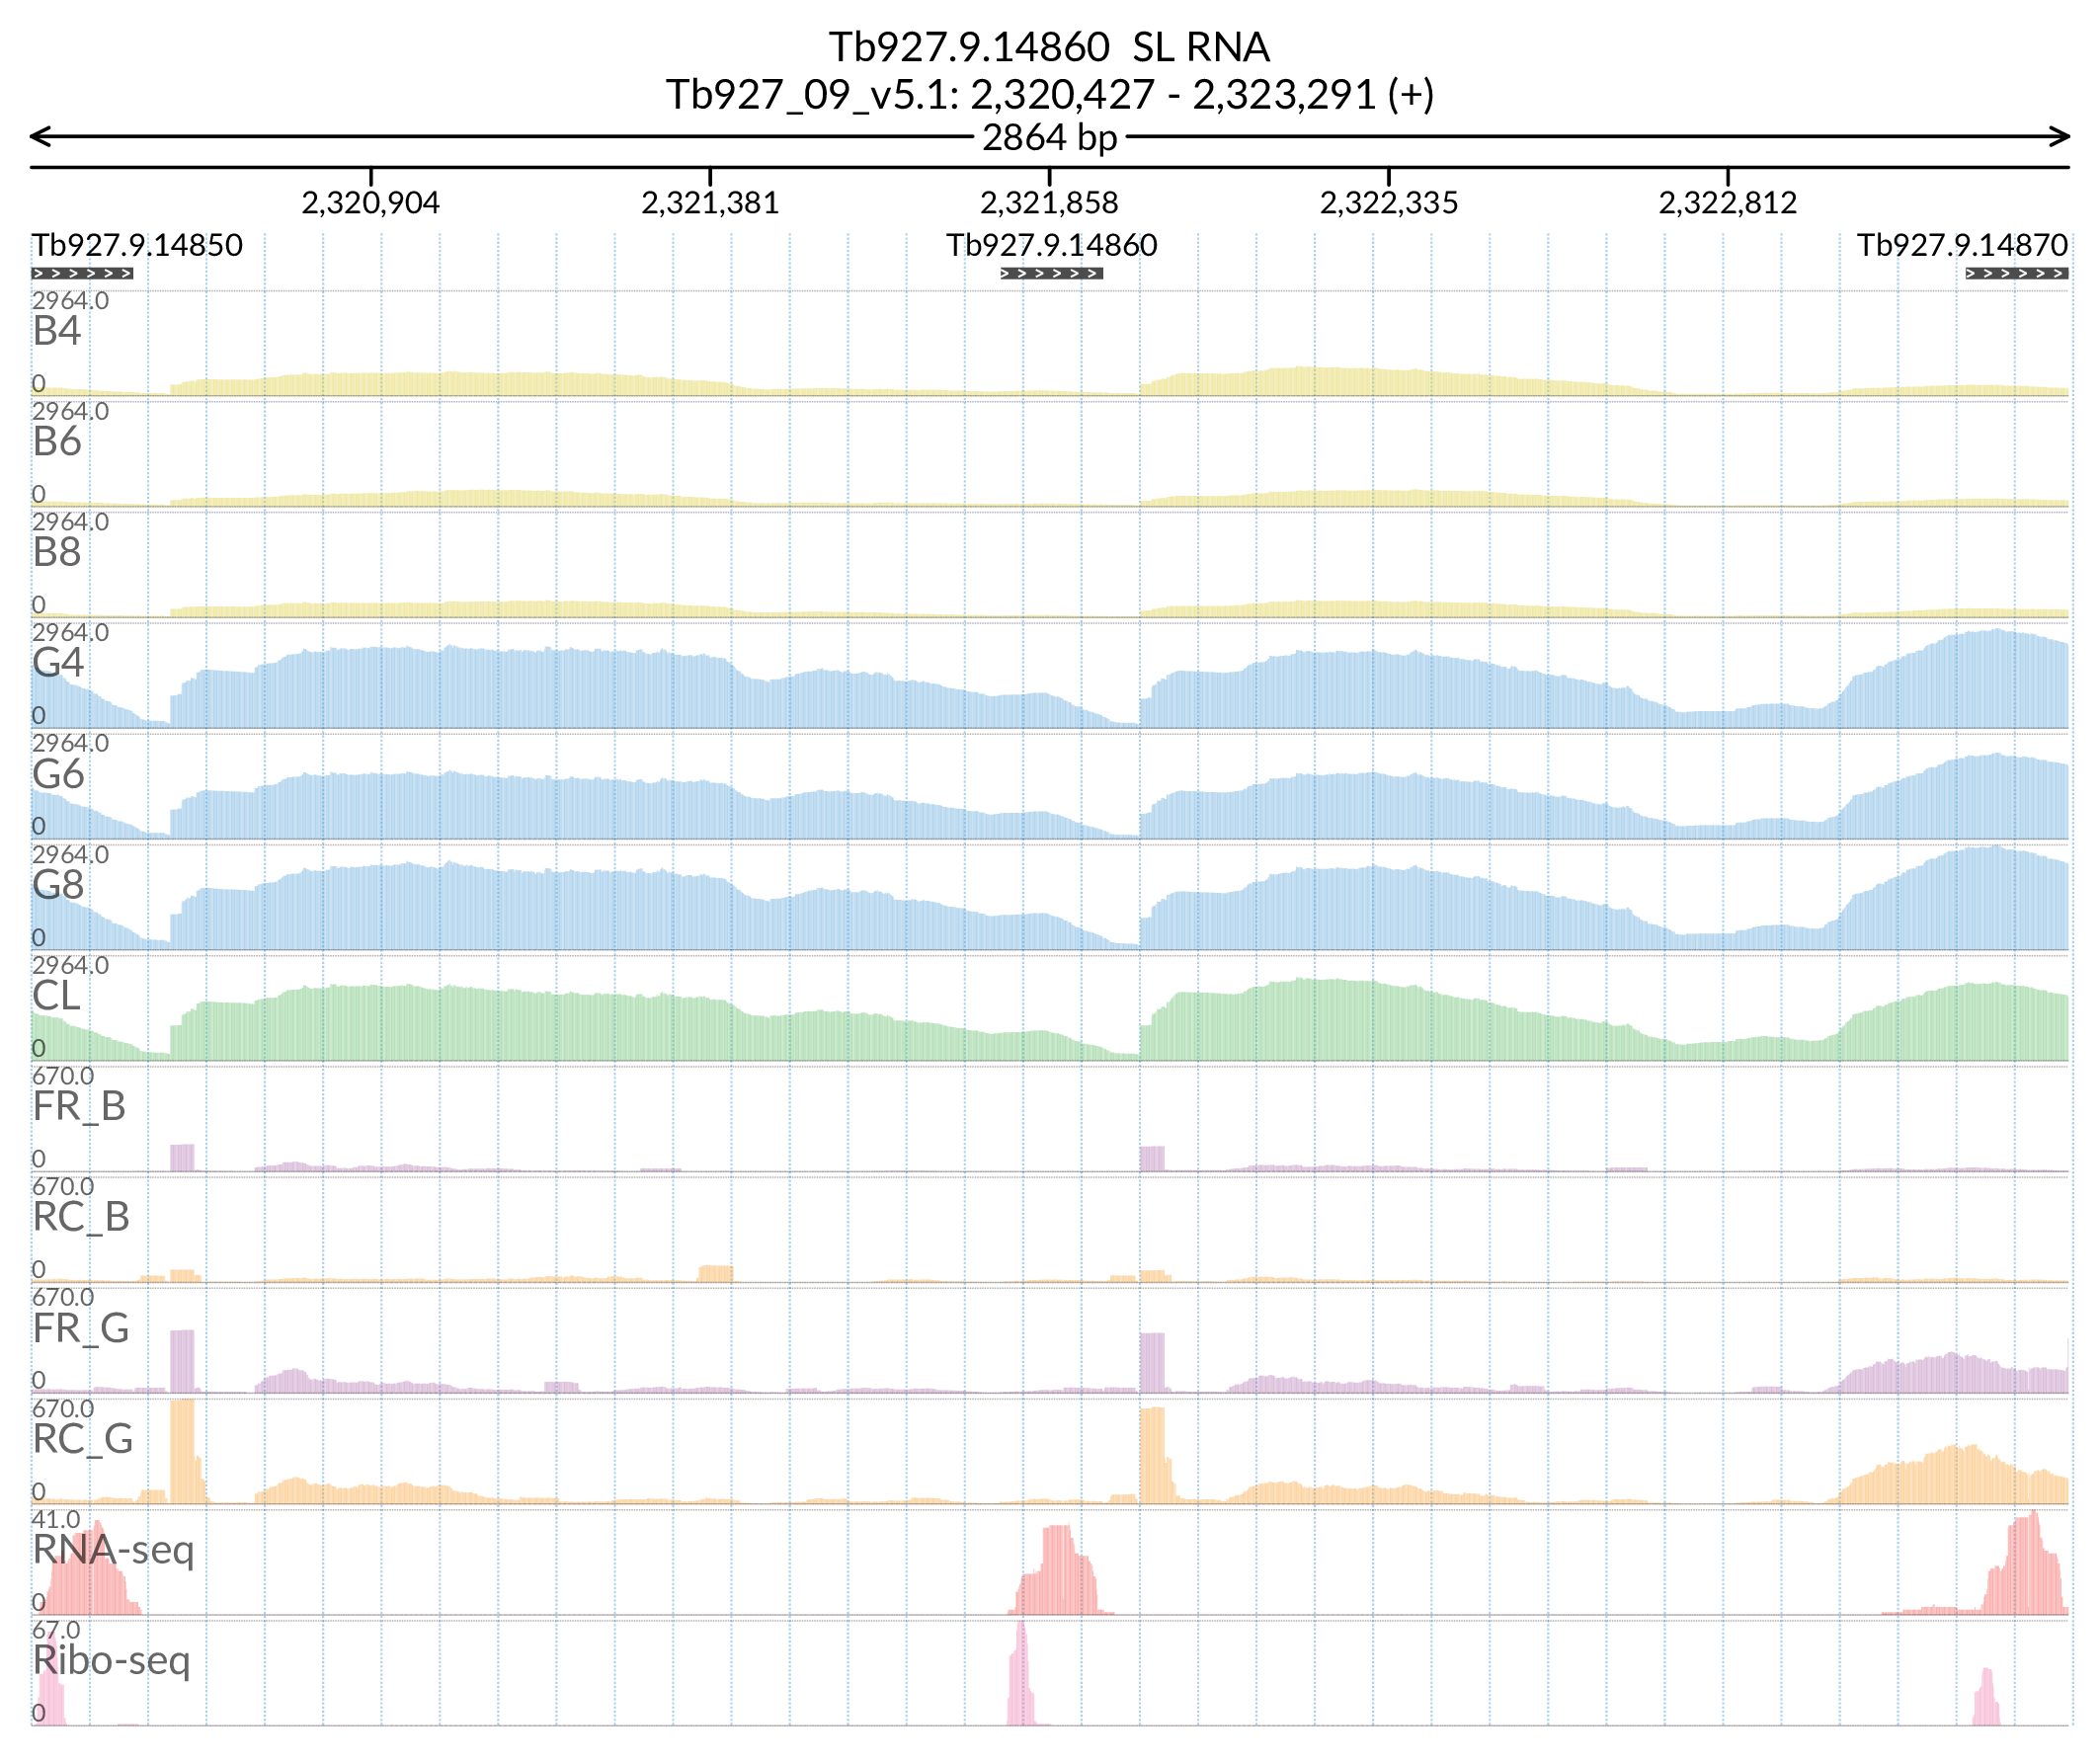 Tb927.9.14860 SL RNA
Tb927_09_v5.1: 2,320,427 - 2,323,291 (+)
2864 bp
2,320,904 2,321,381 2,321,858 2,322,335 2,322,812
Tb927.9.14850 Tb927.9.14860 Tb927.9.14870
2964.0
B4
0
2964.0
B6
0
2964.0
B8
0
2964.0
G4
0
2964.0
G6
0
2964.0
G8
0
2964.0
CL
0
670.0
FR_B
0
670.0
RC_B
0
670.0
FR_G
0
670.0
RC_G
0
41.0
RNA-seq
0
67.0
Ribo-seq
0